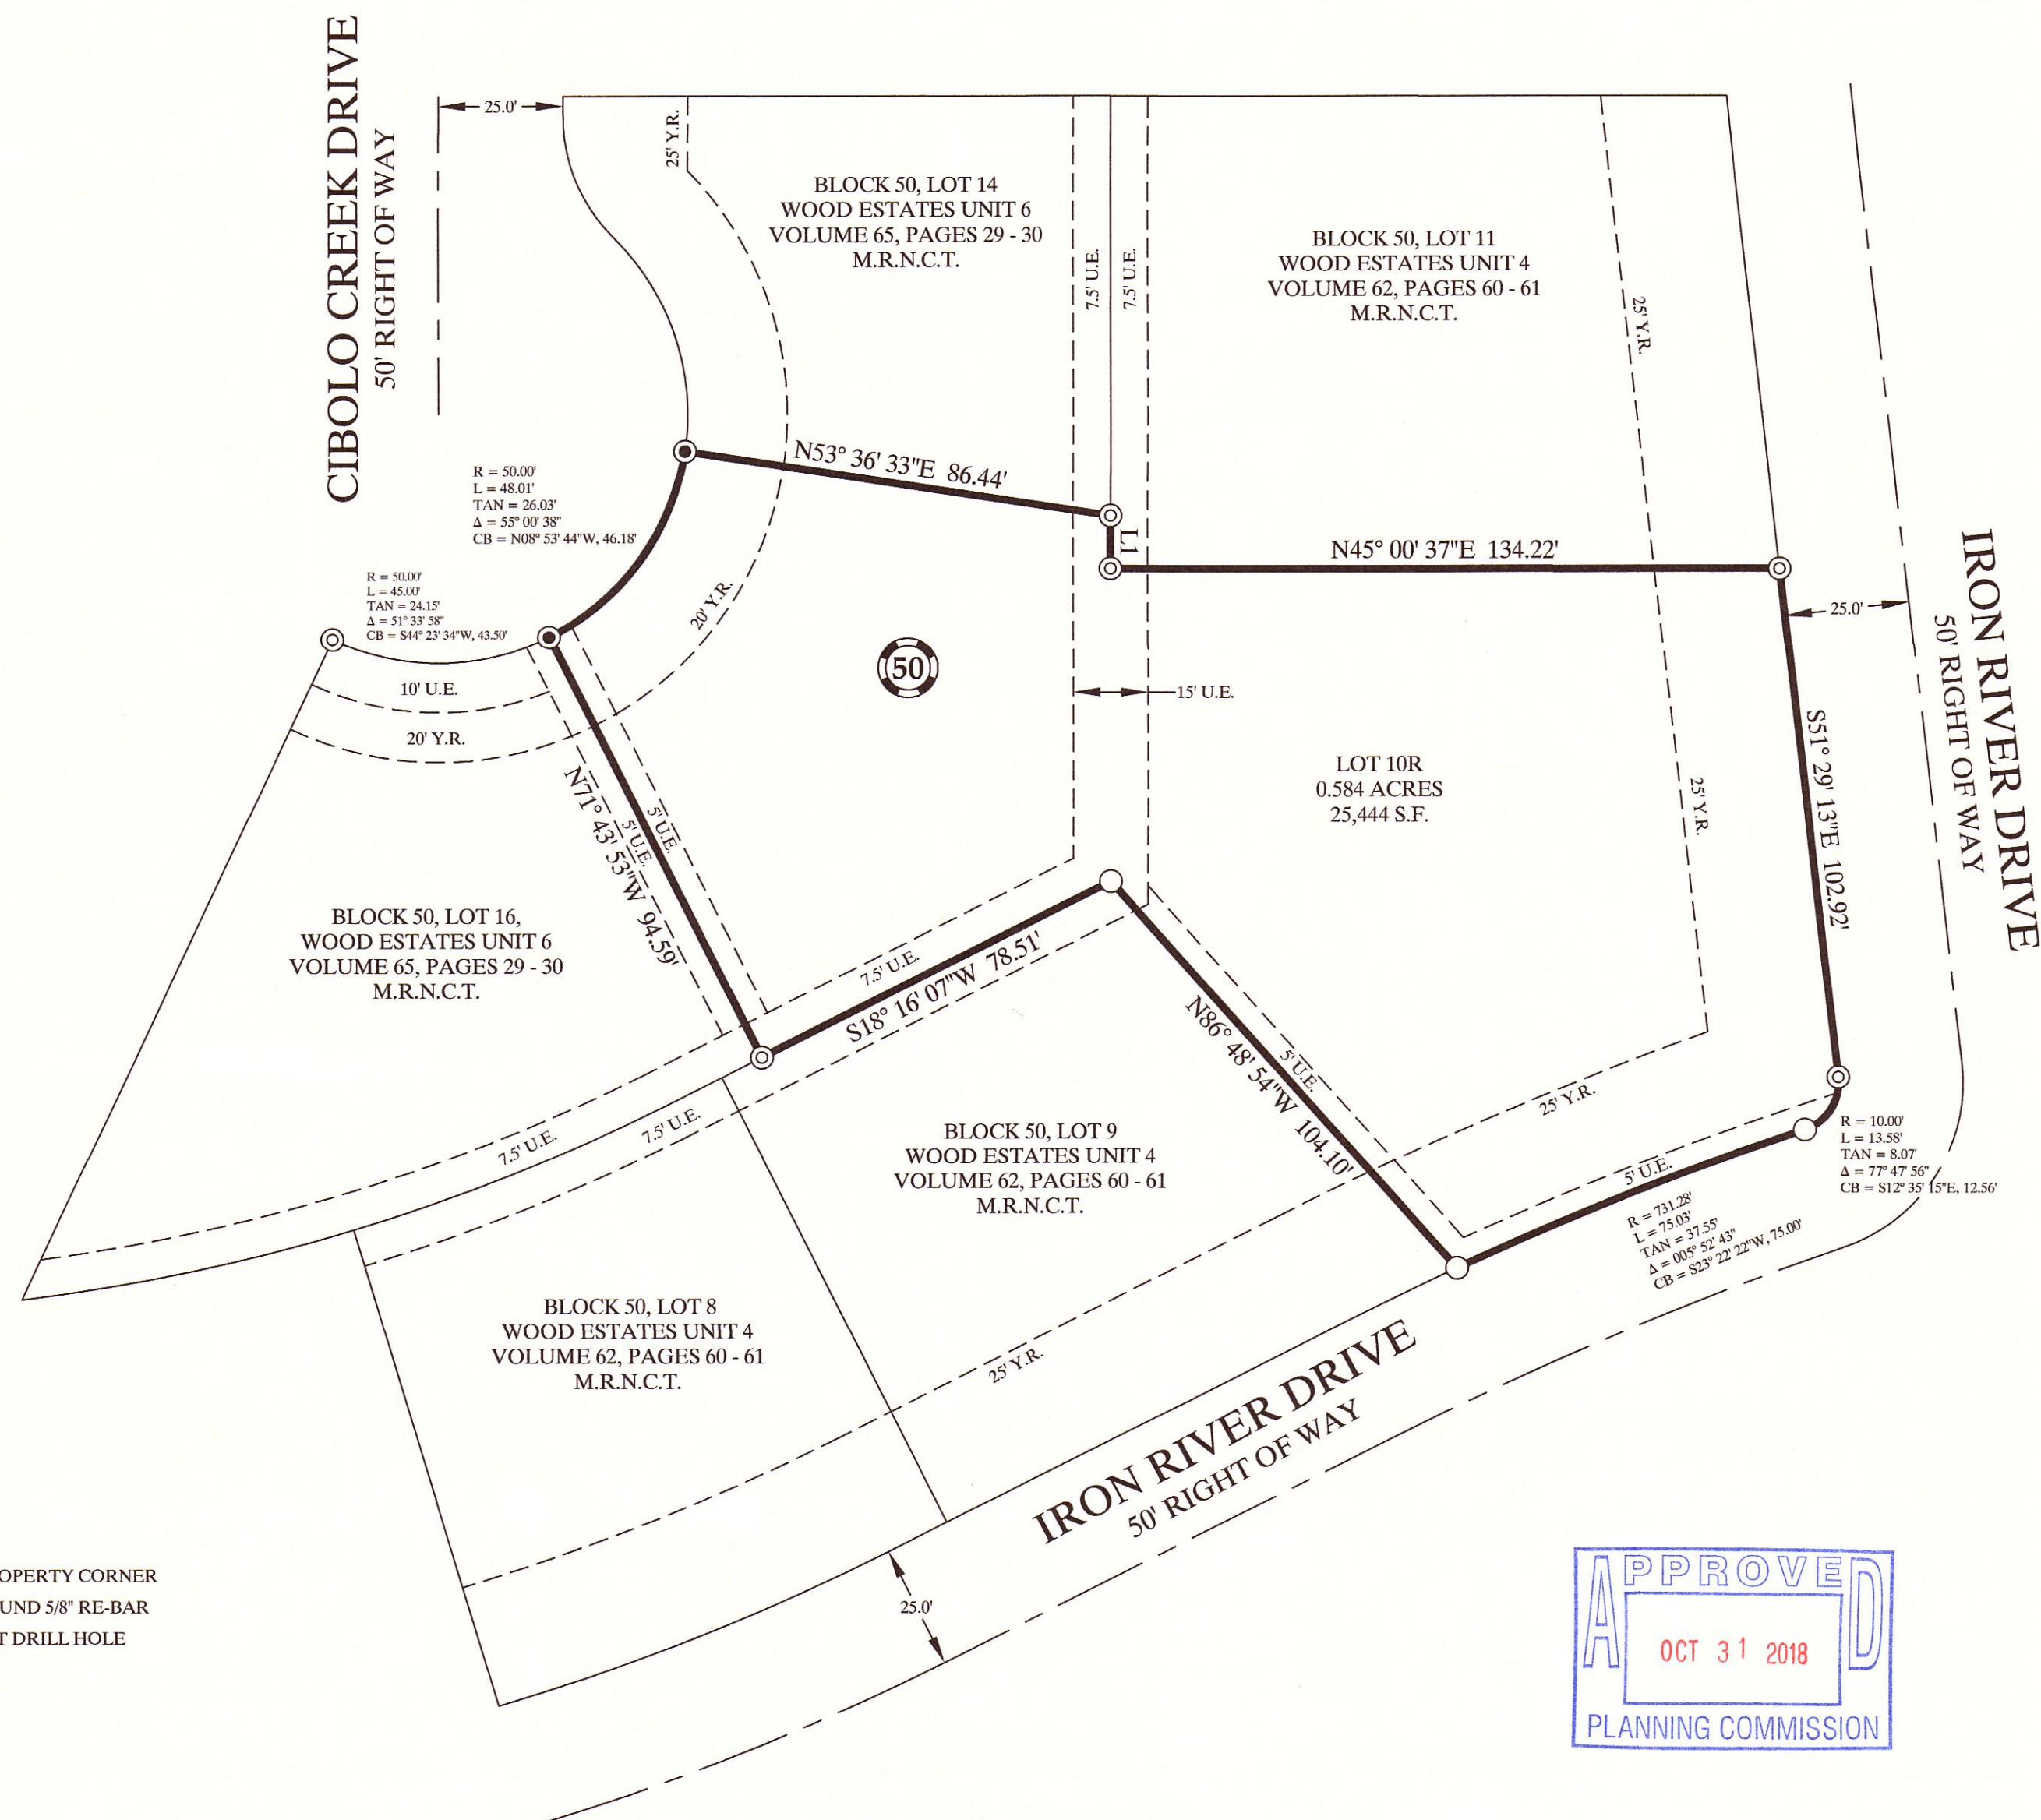 CIBOLO CREEK DRIVE
50' RIGHT OF WAY
25.0'
25' Y.R.
BLOCK 50, LOT 14
WOOD ESTATES UNIT 6
VOLUME 65, PAGES 29 - 30
M.R.N.C.T.
7.5' U.E.
7.5' U.E.
BLOCK 50, LOT 11
WOOD ESTATES UNIT 4
VOLUME 62, PAGES 60 - 61
M.R.N.C.T.
25' Y.R.
R = 50.00'
L = 48.01'
TAN = 26.03'
Δ = 55° 00' 38"
CB = N08° 53' 44"W, 46.18'
N53° 36' 33"E 86.44'
L1
N45° 00' 37"E 134.22'
IRON RIVER DRIVE
50' RIGHT OF WAY
25.0'
R = 50.00'
L = 45.00'
TAN = 24.15'
Δ = 51° 33' 58"
CB = S44° 23' 34"W, 43.50'
10' U.E.
20' Y.R.
20' Y.R.
50
15' U.E.
S51° 29' 13"E 102.92'
LOT 10R
0.584 ACRES
25,444 S.F.
25' Y.R.
N71° 43' 53"W 94.59'
5' U.E.
5' U.E.
BLOCK 50, LOT 16,
WOOD ESTATES UNIT 6
VOLUME 65, PAGES 29 - 30
M.R.N.C.T.
7.5' U.E.
S18° 16' 07"W 78.51'
N86° 48' 54"W 104.10'
5' U.E.
25' Y.R.
7.5' U.E.
7.5' U.E.
BLOCK 50, LOT 9
WOOD ESTATES UNIT 4
VOLUME 62, PAGES 60 - 61
M.R.N.C.T.
5' U.E.
R = 10.00'
L = 13.58'
TAN = 8.07'
Δ = 77° 47' 56"
CB = S12° 35' 15"E, 12.56'
R = 731.28'
L = 75.03'
TAN = 37.55'
Δ = 005° 52' 43"
CB = S23° 22' 22"W, 75.00'
BLOCK 50, LOT 8
WOOD ESTATES UNIT 4
VOLUME 62, PAGES 60 - 61
M.R.N.C.T.
25' Y.R.
IRON RIVER DRIVE
50' RIGHT OF WAY
25.0'
OPERTY CORNER
UND 5/8" RE-BAR
T DRILL HOLE
APPROVED
OCT 31 2018
PLANNING COMMISSION